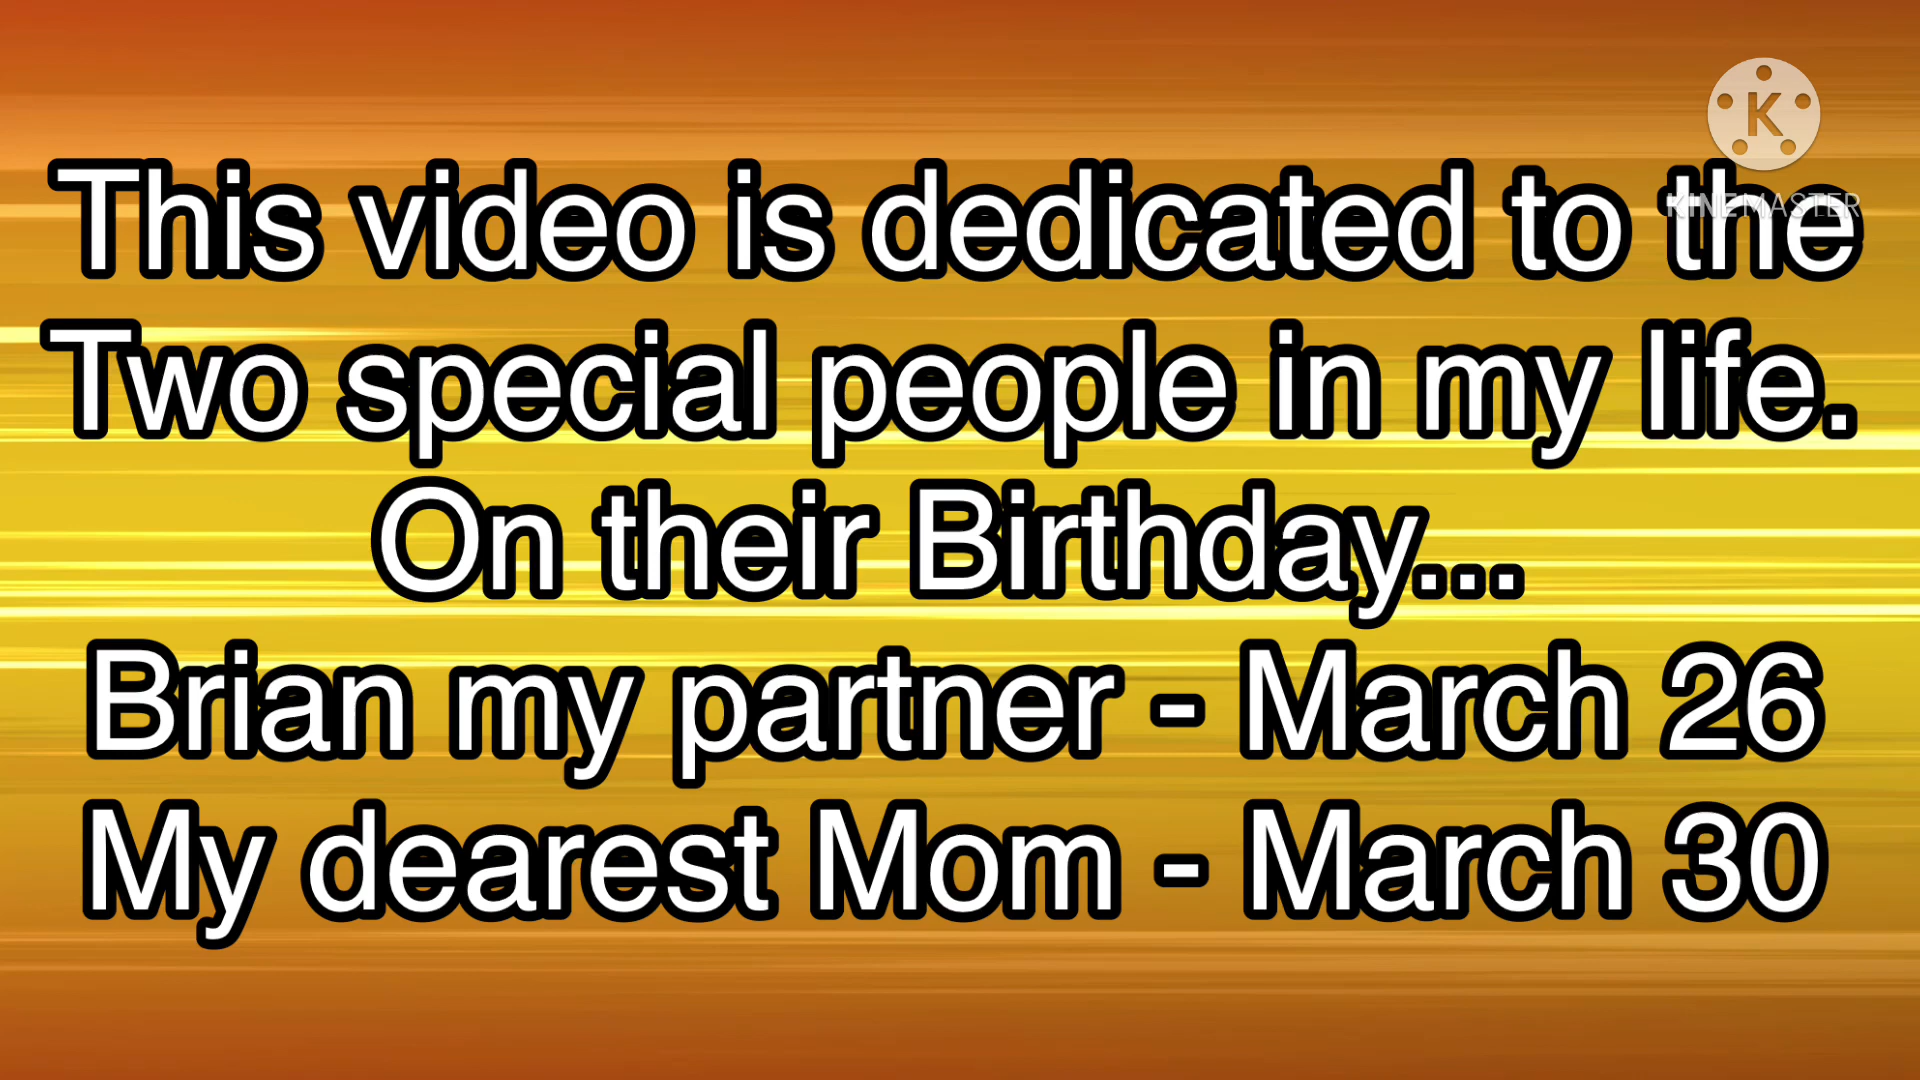 K
KINEMASTER
This video is dedicated to the
Two special people in my life.
On their Birthday...
Brian my partner - March 26
My dearest Mom - March 30